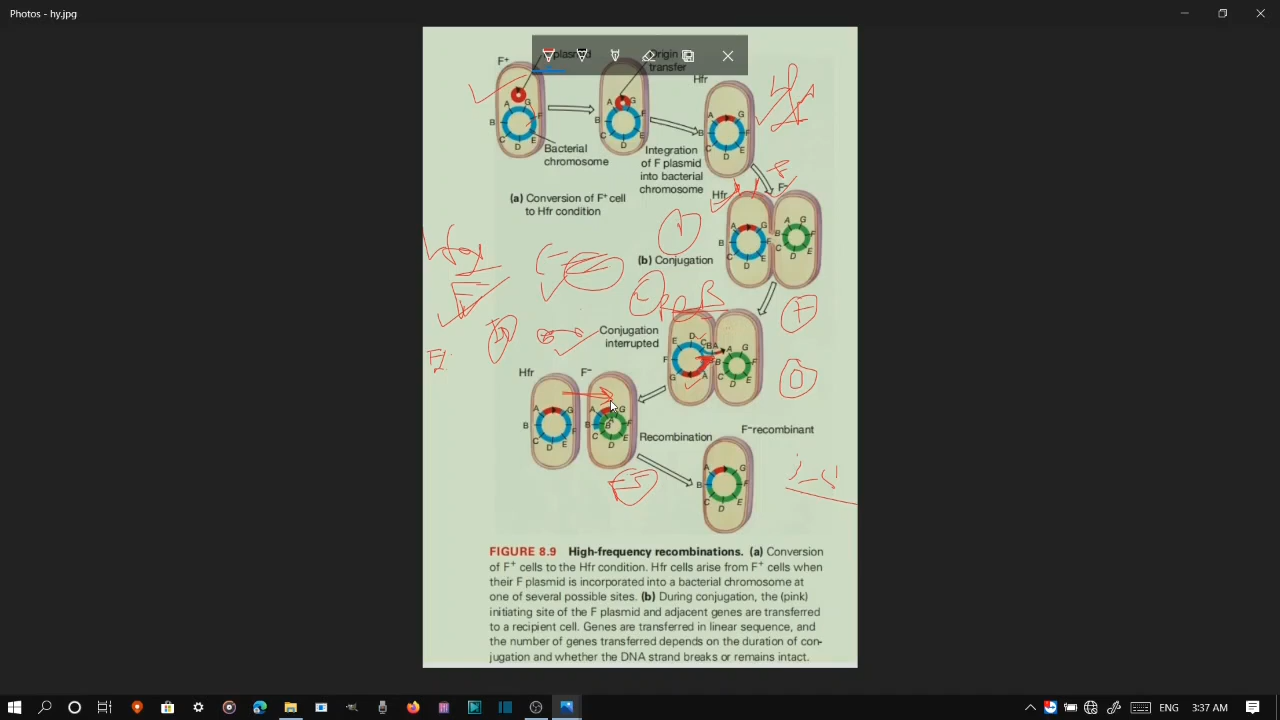 Photos - hy.jpg
F⁺
plasmid
Origin
transfer
Hfr
A G
B F
C E
D
A G
B F
C E
D
A G
B F
C E
D
Bacterial
chromosome
Integration
of F plasmid
into bacterial
chromosome
(a) Conversion of F⁺ cell
to Hfr condition
Hfr
F⁻
A G
B F
C E
D
A G
B F
C E
D
(b) Conjugation
Conjugation
interrupted
D
E C B A A G
F B F
G A C E
D
Hfr F⁻
A G
B F
C E
D
A G
B A F
B
C E
D
Recombination
F⁻ recombinant
A G
B F
C E
D
FIGURE 8.9 High-frequency recombinations. (a) Conversion
of F⁺ cells to the Hfr condition. Hfr cells arise from F⁺ cells when
their F plasmid is incorporated into a bacterial chromosome at
one of several possible sites. (b) During conjugation, the (pink)
initiating site of the F plasmid and adjacent genes are transferred
to a recipient cell. Genes are transferred in linear sequence, and
the number of genes transferred depends on the duration of con-
jugation and whether the DNA strand breaks or remains intact.
ENG 3:37 AM